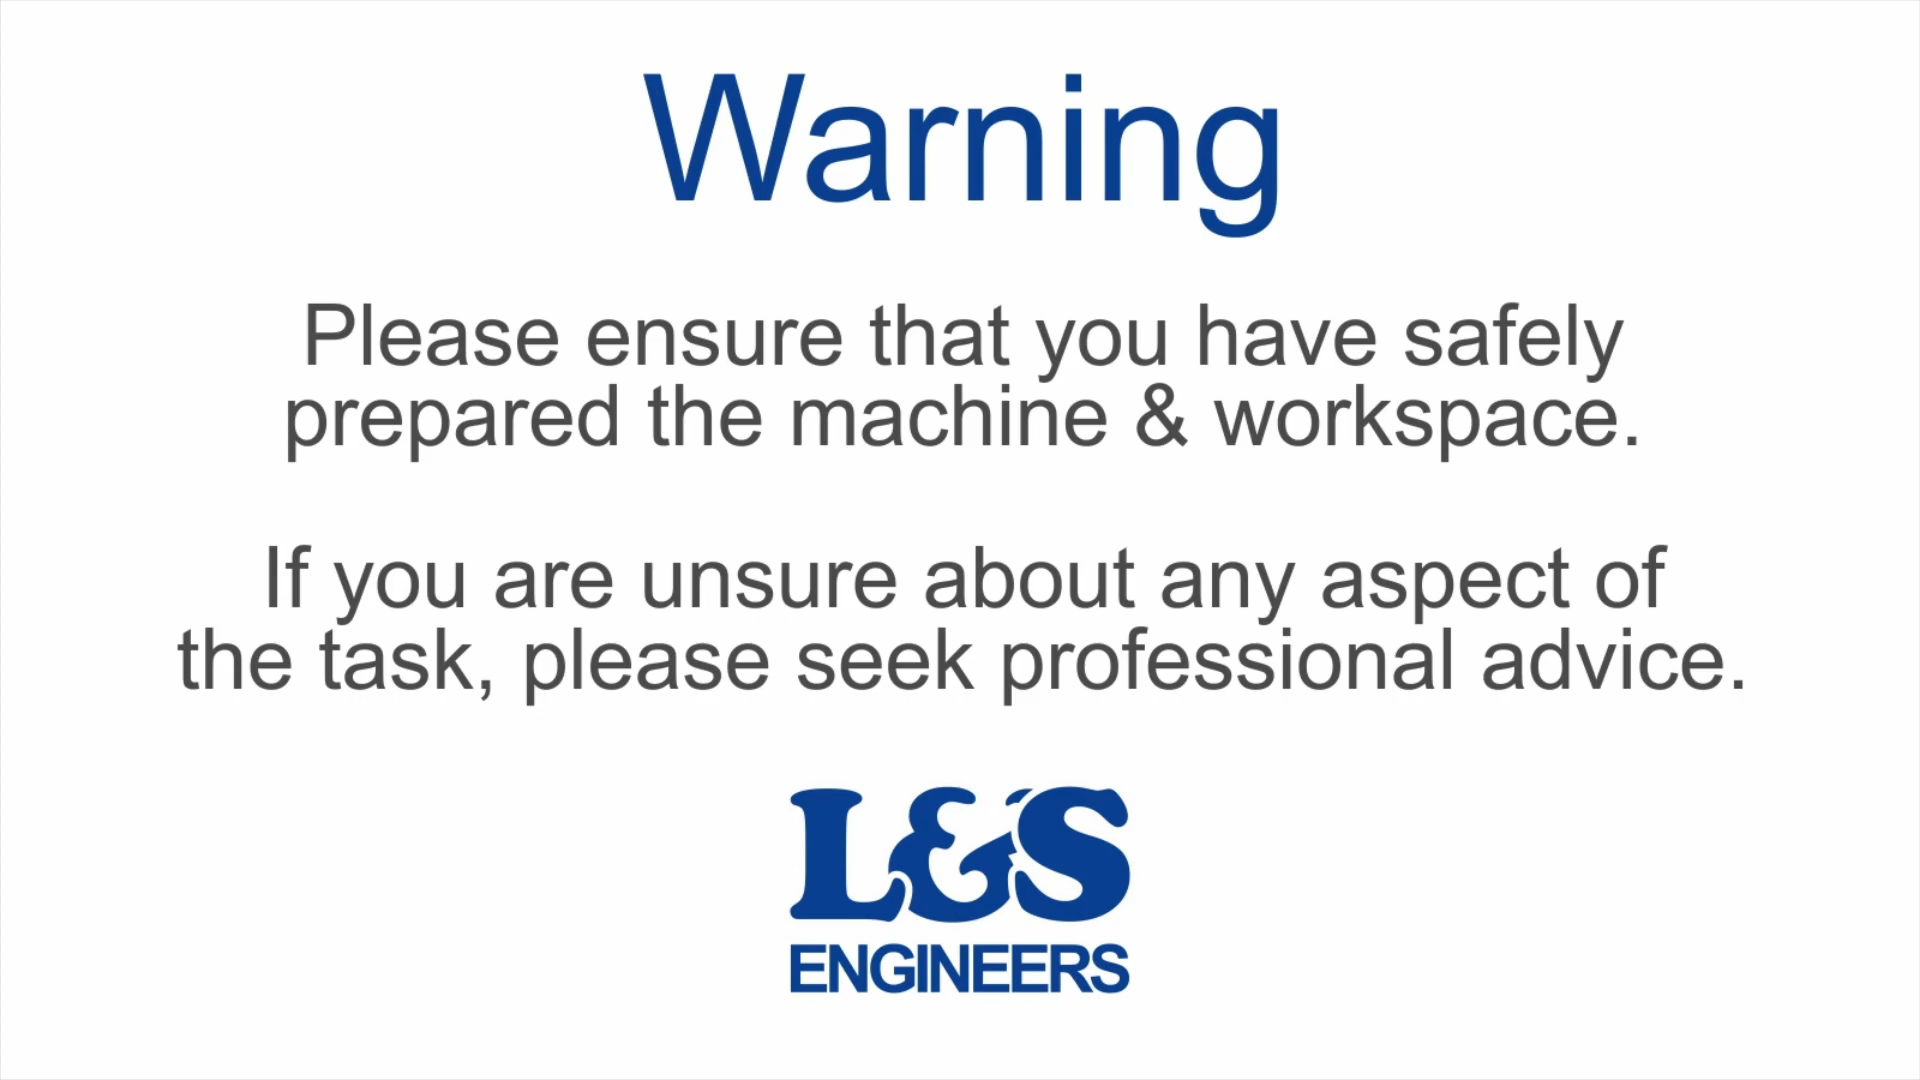 Warning
Please ensure that you have safely
prepared the machine & workspace.
If you are unsure about any aspect of
the task, please seek professional advice.
L&S
ENGINEERS